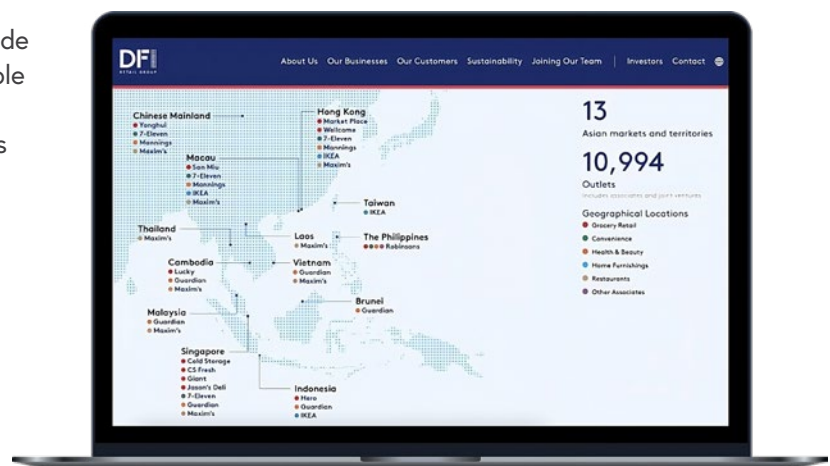 de
ole
s
DFI
RETAIL GROUP
About Us Our Businesses Our Customers Sustainability Joining Our Team | Investors Contact
Chinese Mainland
Yonghui
7-Eleven
Mannings
Maxim's
Hong Kong
Market Place
Wellcome
7-Eleven
Mannings
IKEA
Maxim's
Macau
San Miu
7-Eleven
Mannings
IKEA
Maxim's
Taiwan
IKEA
Thailand
Maxim's
Laos
Maxim's
The Philippines
Robinsons
Cambodia
Lucky
Guardian
Maxim's
Vietnam
Guardian
Maxim's
Brunei
Guardian
Malaysia
Guardian
Maxim's
Singapore
Cold Storage
CS Fresh
Giant
Jason's Deli
7-Eleven
Guardian
Maxim's
Indonesia
Hero
Guardian
IKEA
13
Asian markets and territories
10,994
Outlets
Includes associates and joint ventures
Geographical Locations
Grocery Retail
Convenience
Health & Beauty
Home Furnishings
Restaurants
Other Associates